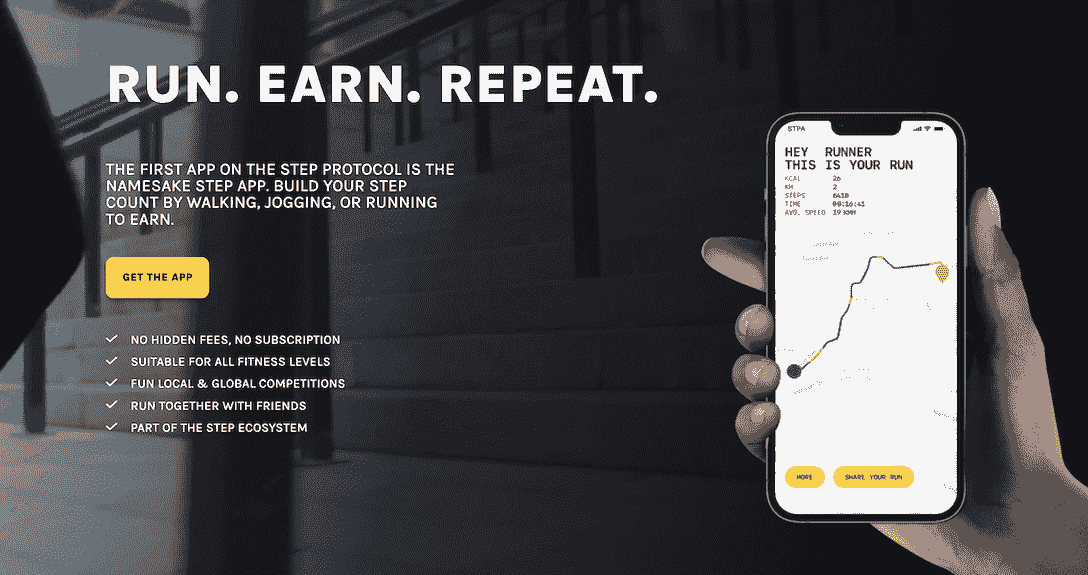 RUN. EARN. REPEAT.
THE FIRST APP ON THE STEP PROTOCOL IS THE
NAMESAKE STEP APP. BUILD YOUR STEP
COUNT BY WALKING, JOGGING, OR RUNNING
TO EARN.
GET THE APP
NO HIDDEN FEES, NO SUBSCRIPTION
SUITABLE FOR ALL FITNESS LEVELS
FUN LOCAL & GLOBAL COMPETITIONS
RUN TOGETHER WITH FRIENDS
PART OF THE STEP ECOSYSTEM
STPA
HEY RUNNER
THIS IS YOUR RUN
KCAL 26
KM 2
STEPS 6410
TIME 00:16:41
AVG. SPEED 19
SHARE YOUR RUN